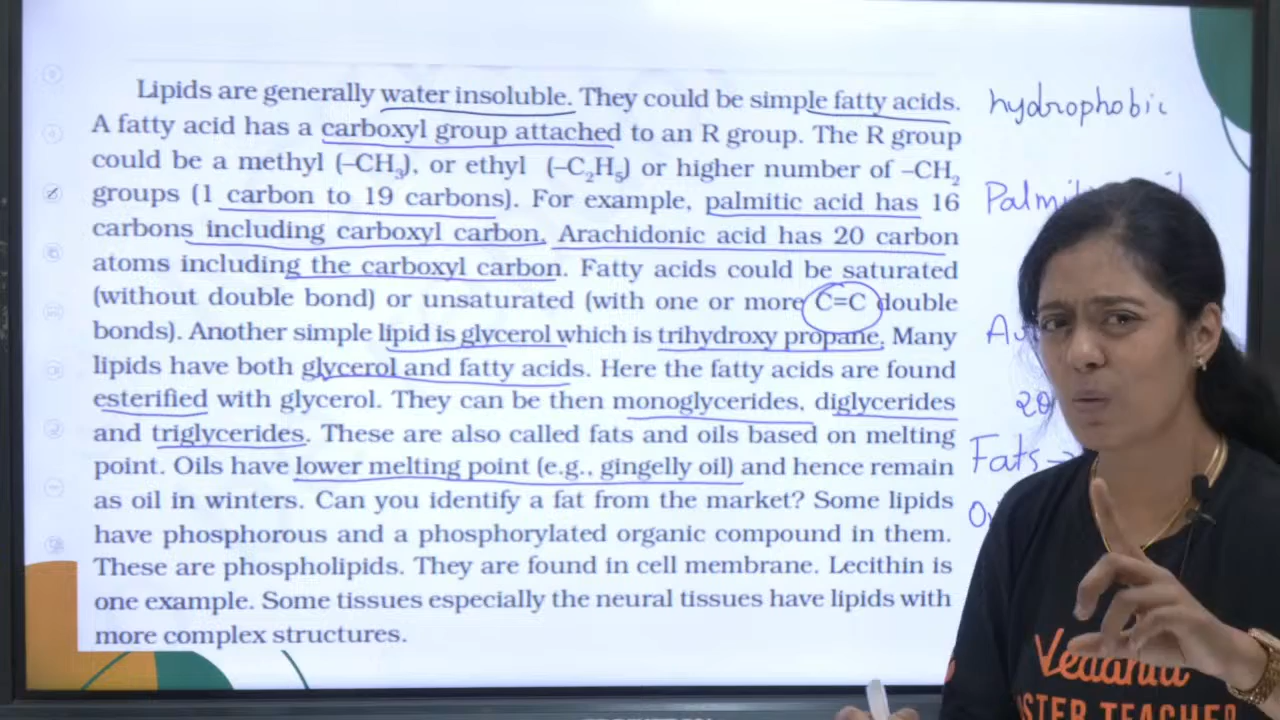 Lipids are generally water insoluble. They could be simple fatty acids.
A fatty acid has a carboxyl group attached to an R group. The R group
could be a methyl (–CH₃), or ethyl (–C₂H₅) or higher number of –CH₂
groups (1 carbon to 19 carbons). For example, palmitic acid has 16
carbons including carboxyl carbon. Arachidonic acid has 20 carbon
atoms including the carboxyl carbon. Fatty acids could be saturated
(without double bond) or unsaturated (with one or more C=C double
bonds). Another simple lipid is glycerol which is trihydroxy propane. Many
lipids have both glycerol and fatty acids. Here the fatty acids are found
esterified with glycerol. They can be then monoglycerides, diglycerides
and triglycerides. These are also called fats and oils based on melting
point. Oils have lower melting point (e.g., gingelly oil) and hence remain
as oil in winters. Can you identify a fat from the market? Some lipids
have phosphorous and a phosphorylated organic compound in them.
These are phospholipids. They are found in cell membrane. Lecithin is
one example. Some tissues especially the neural tissues have lipids with
more complex structures.
hydrophobic
20
Fats →
Vedantu
TEACHER